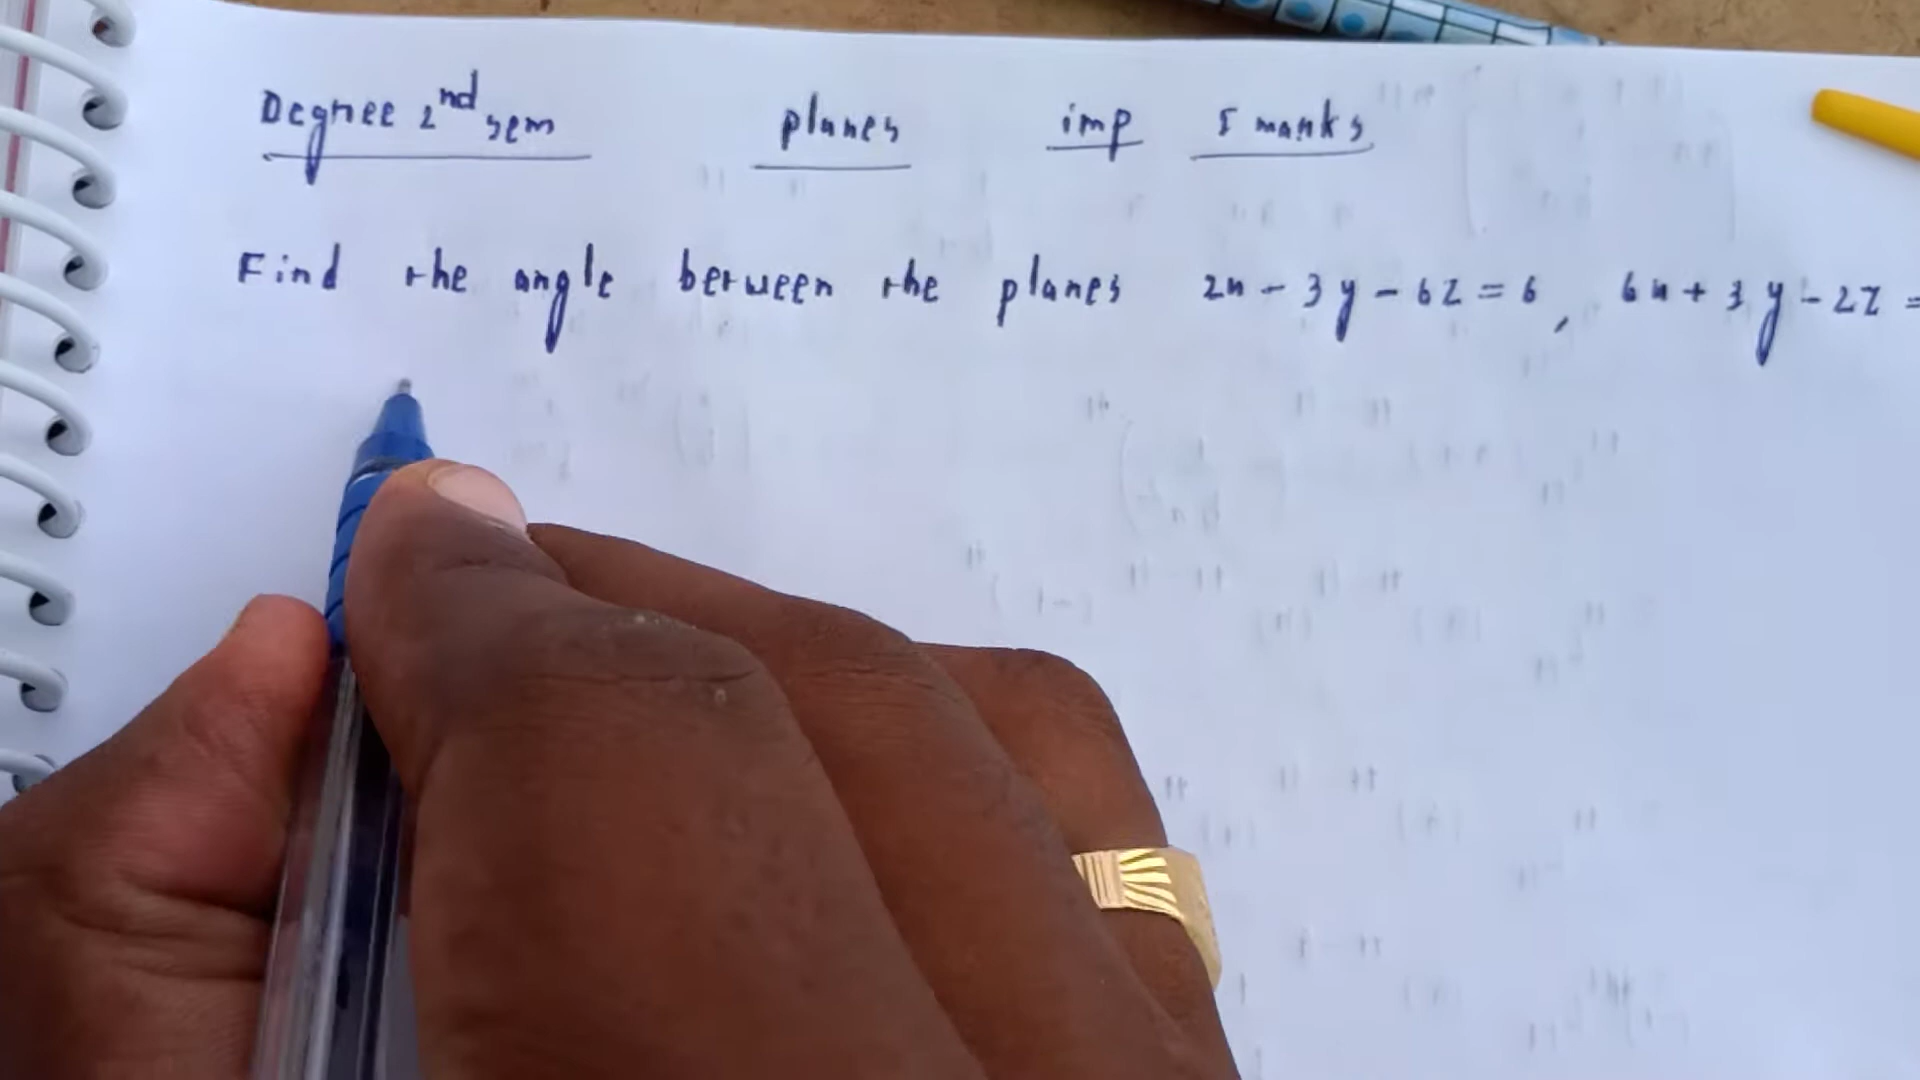 Degree 2nd sem planes imp 5 marks
Find the angle between the planes 2x - 3y - 6z = 6, 6x + 3y - 2z =